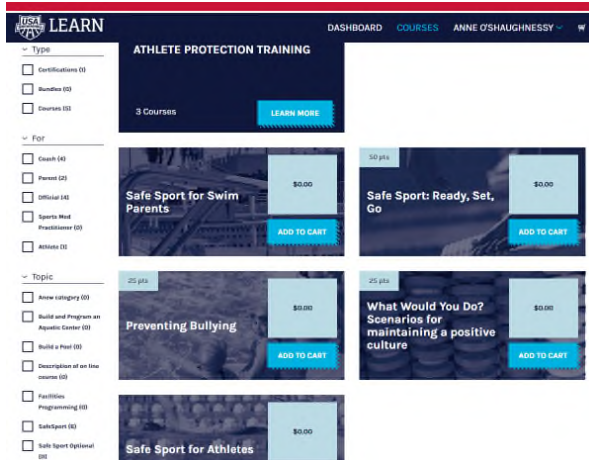 USA
LEARN
DASHBOARD
COURSES
ANNE O'SHAUGHNESSY
Type
Certifications (1)
Bundles (0)
Courses (5)
For
Coach (4)
Parent (2)
Official (4)
Sports Med
Practitioner (0)
Athlete (1)
Topic
Anew category (0)
Build and Program an
Aquatic Center (0)
Build a Pool (0)
Description of on line
course (0)
Facilities
Programming (0)
SafeSport (6)
Safe Sport Optional
ATHLETE PROTECTION TRAINING
3 Courses
LEARN MORE
Safe Sport for Swim
Parents
$0.00
ADD TO CART
50 pts
Safe Sport: Ready, Set,
Go
$0.00
ADD TO CART
25 pts
Preventing Bullying
$0.00
ADD TO CART
25 pts
What Would You Do?
Scenarios for
maintaining a positive
culture
$0.00
ADD TO CART
Safe Sport for Athletes
$0.00